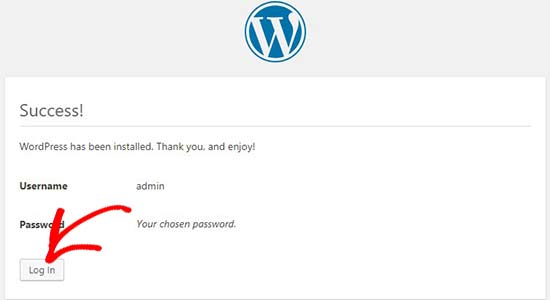 Success!
WordPress has been installed. Thank you, and enjoy!
Username admin
Password Your chosen password.
Log In